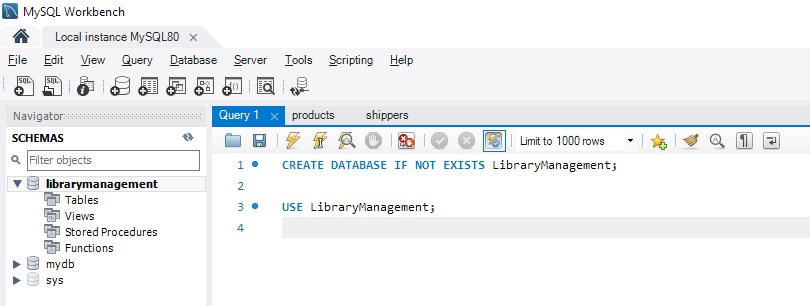 MySQL Workbench
Local instance MySQL80
File Edit View Query Database Server Tools Scripting Help
Navigator
SCHEMAS
Filter objects
librarymanagement
Tables
Views
Stored Procedures
Functions
mydb
sys
Query 1 products shippers
Limit to 1000 rows
1 CREATE DATABASE IF NOT EXISTS LibraryManagement;
2
3 USE LibraryManagement;
4